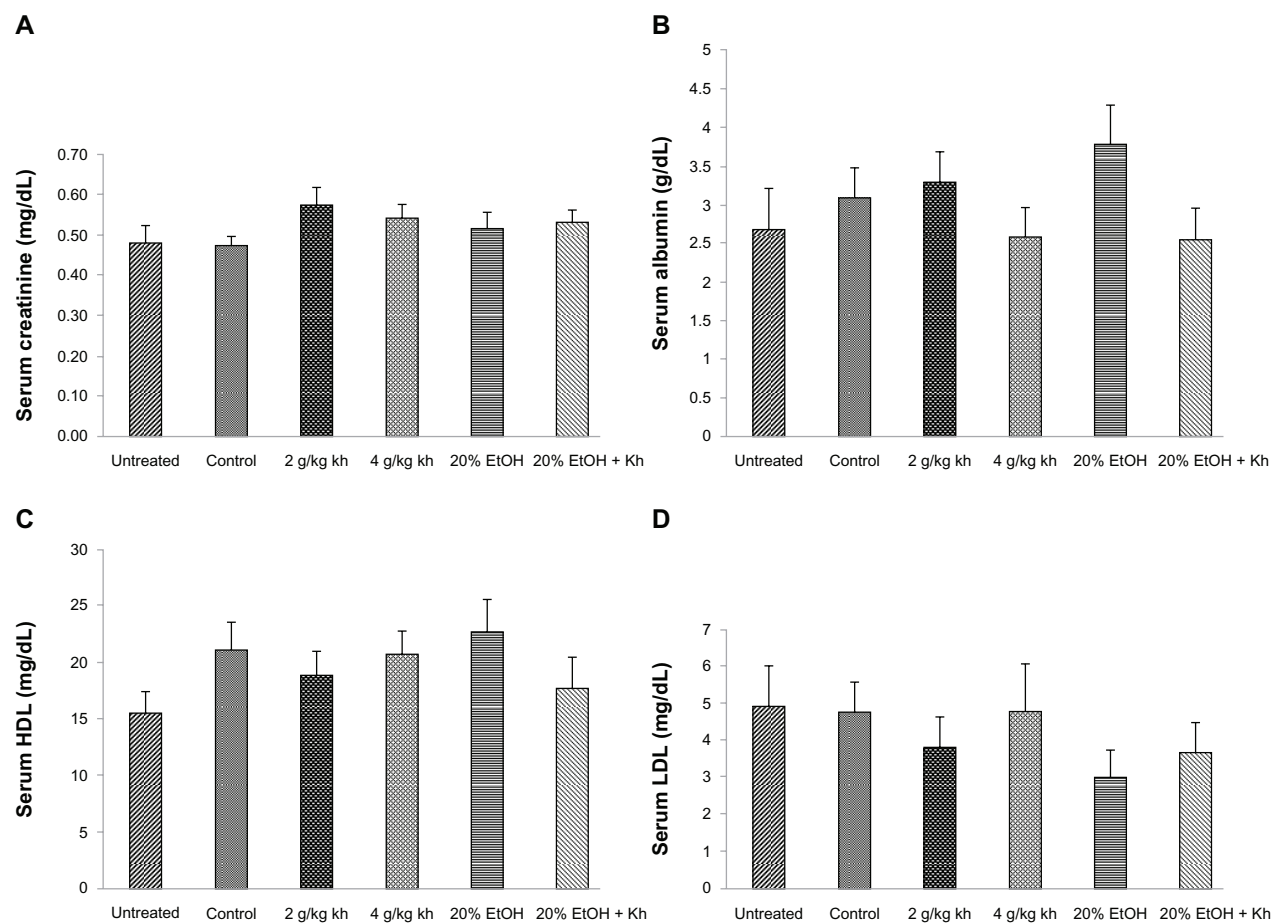 A
Serum creatinine (mg/dL)
0.70
0.60
0.50
0.40
0.30
0.20
0.10
0.00
Untreated Control 2 g/kg kh 4 g/kg kh 20% EtOH 20% EtOH + Kh
B
Serum albumin (g/dL)
5
4.5
4
3.5
3
2.5
2
1.5
1
0.5
0
Untreated Control 2 g/kg kh 4 g/kg kh 20% EtOH 20% EtOH + Kh
C
Serum HDL (mg/dL)
30
25
20
15
10
5
0
Untreated Control 2 g/kg kh 4 g/kg kh 20% EtOH 20% EtOH + Kh
D
Serum LDL (mg/dL)
7
6
5
4
3
2
1
0
Untreated Control 2 g/kg kh 4 g/kg kh 20% EtOH 20% EtOH + Kh